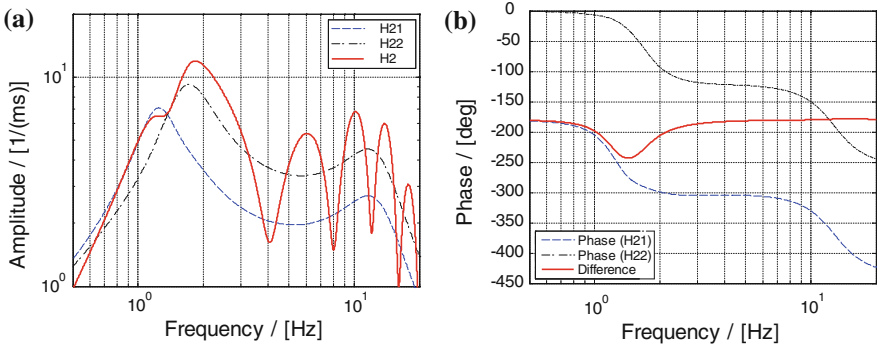 (a)
H21
H22
H2
10¹
10⁰
Amplitude / [1/(ms)]
10⁰
10¹
Frequency / [Hz]
(b)
0
-50
-100
-150
-200
-250
-300
-350
-400
-450
Phase / [deg]
Phase (H21)
Phase (H22)
Difference
10⁰
10¹
Frequency / [Hz]